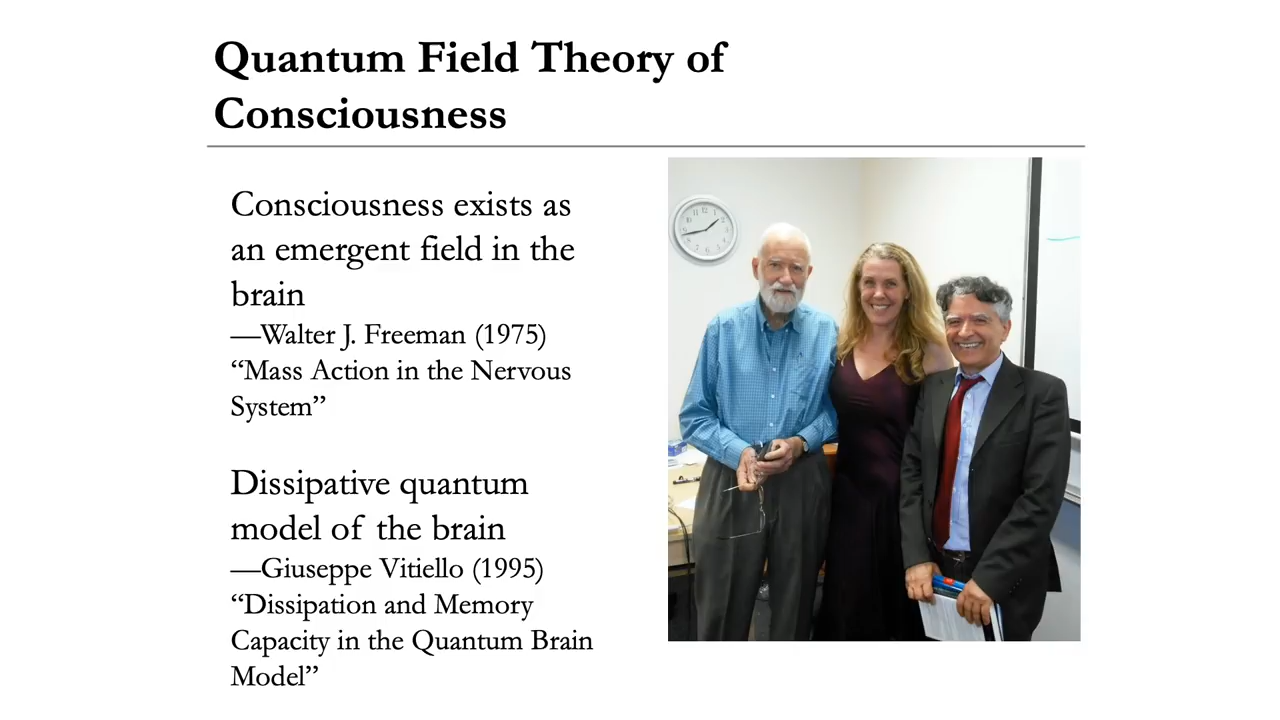 Quantum Field Theory of
Consciousness
Consciousness exists as
an emergent field in the
brain
—Walter J. Freeman (1975)
“Mass Action in the Nervous
System”
Dissipative quantum
model of the brain
—Giuseppe Vitiello (1995)
“Dissipation and Memory
Capacity in the Quantum Brain
Model”